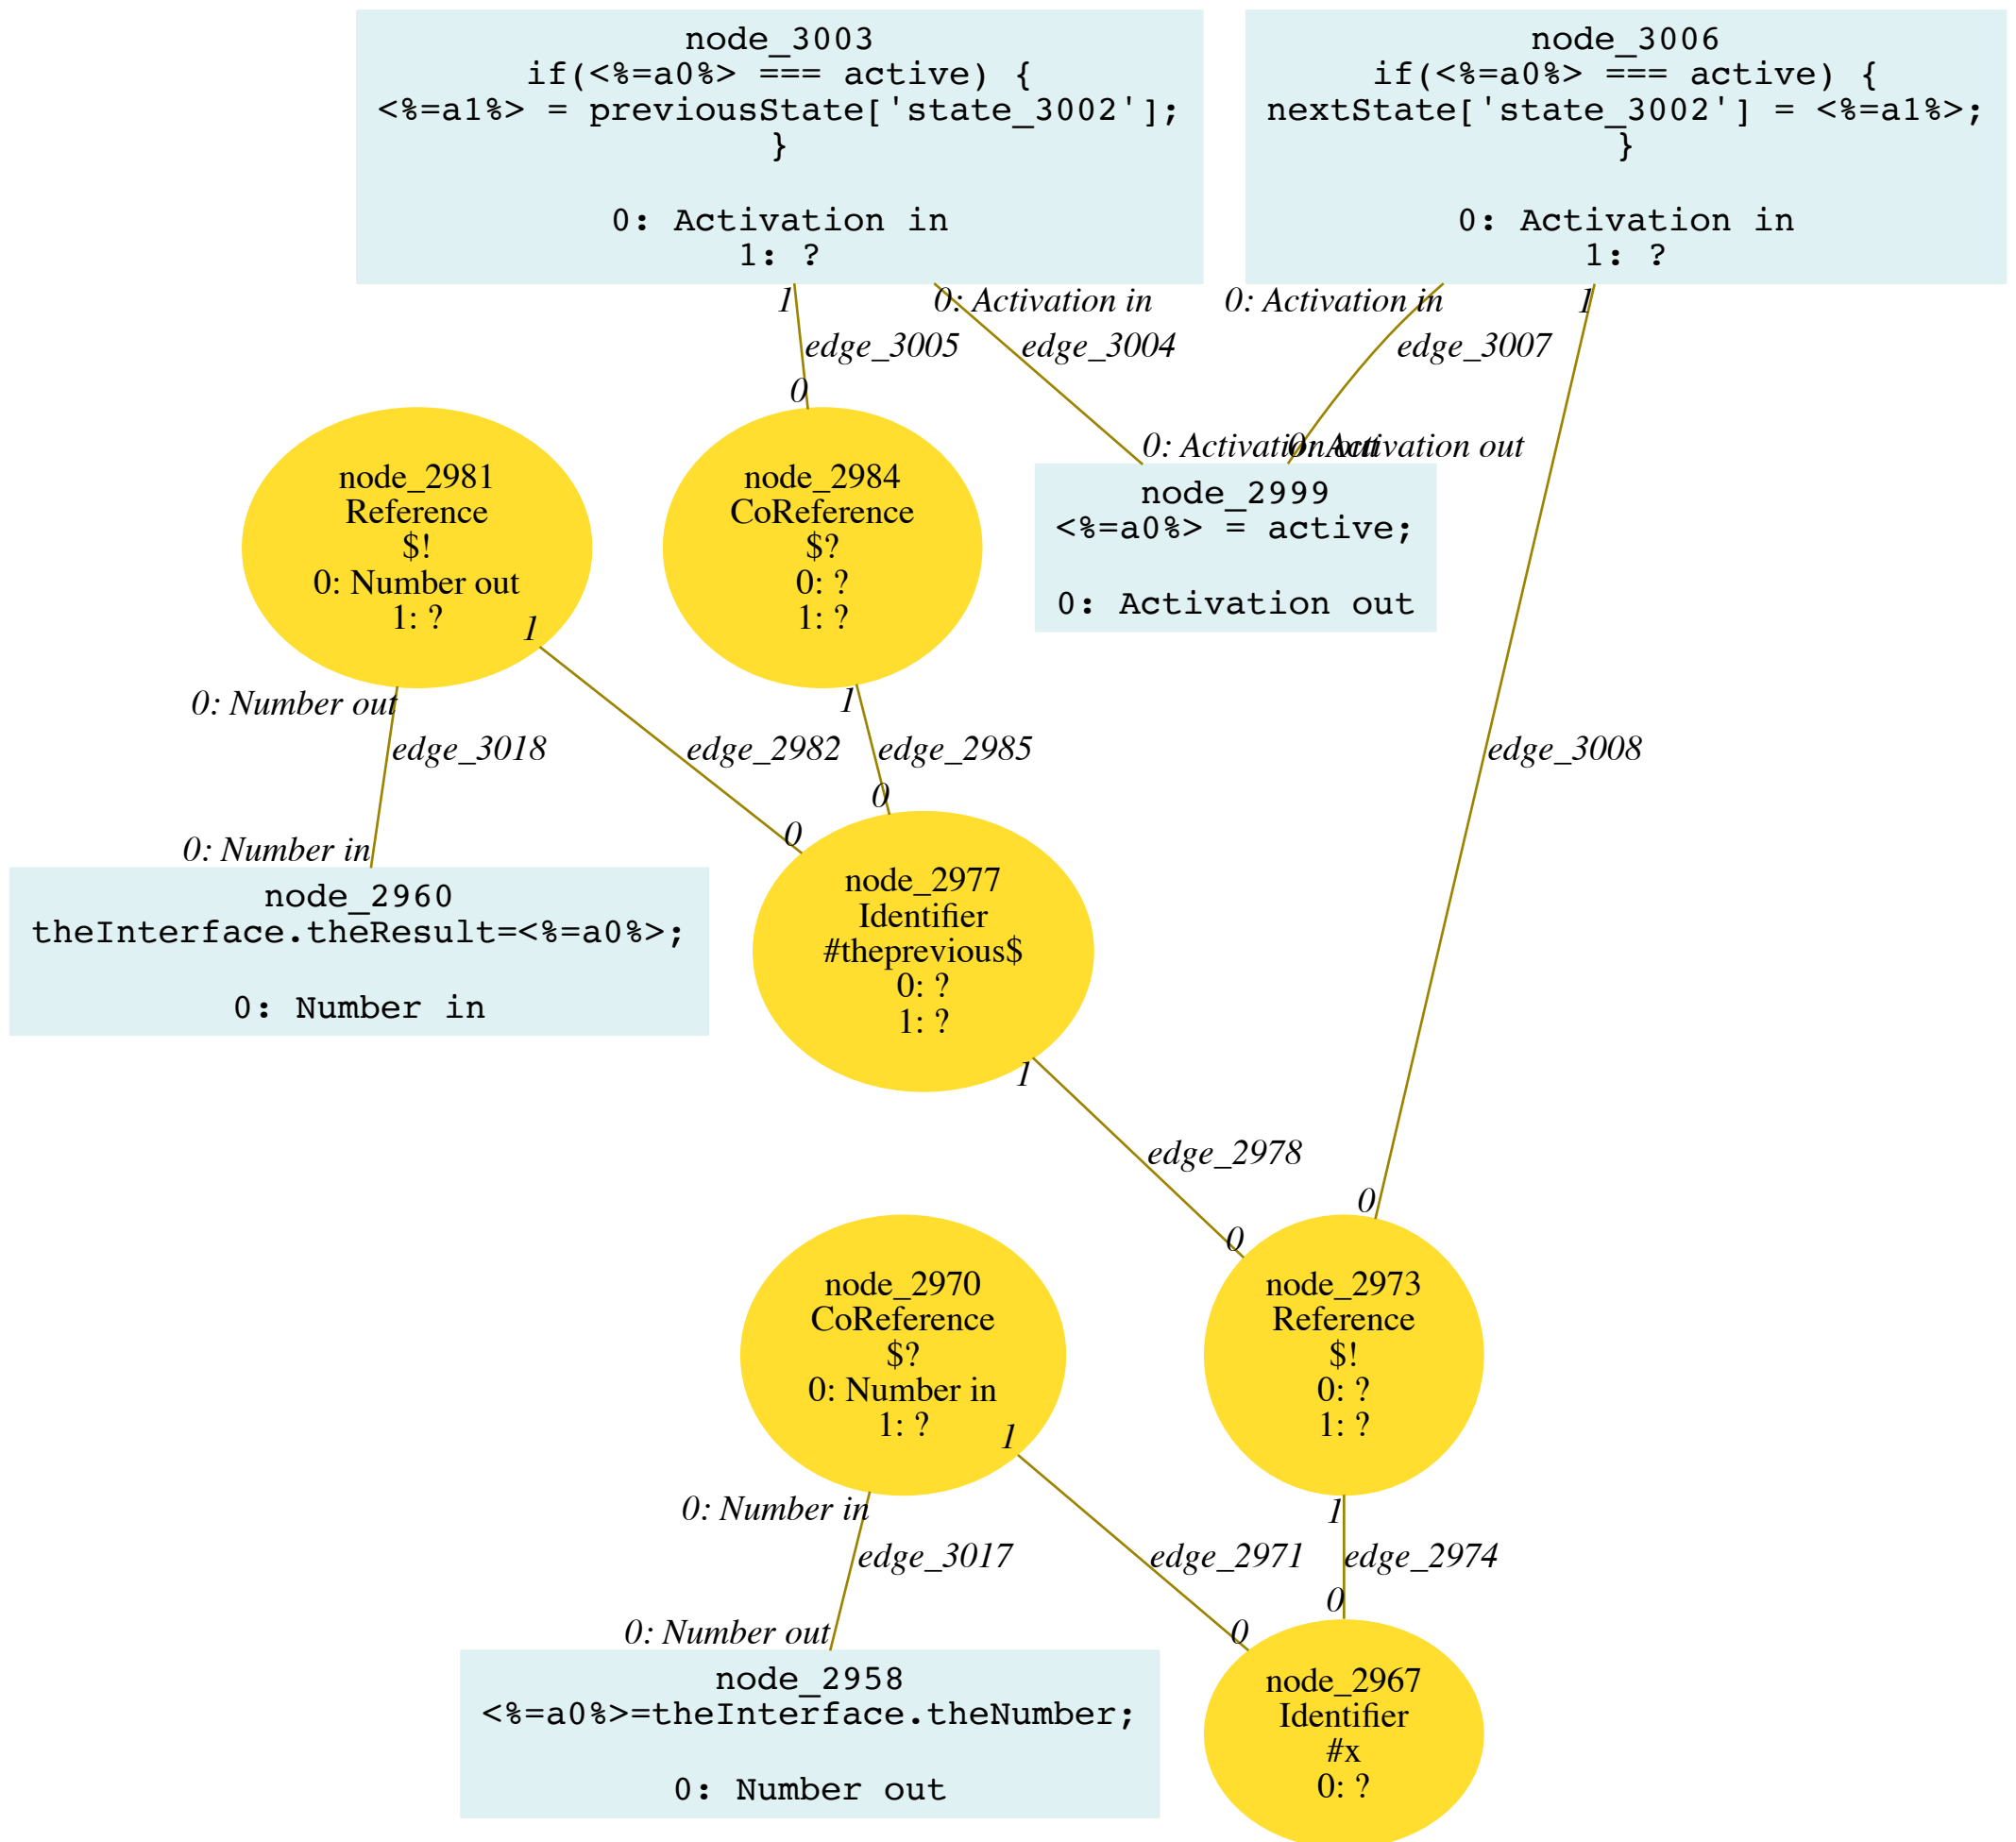 node_3003
if(<%=a0%> === active) {
<%=a1%> = previousState['state_3002'];
}
0: Activation in
1: ?
node_3006
if(<%=a0%> === active) {
nextState['state_3002'] = <%=a1%>;
}
0: Activation in
1: ?
1
0: Activation in
0: Activation in
1
edge_3005
edge_3004
edge_3007
0
0: Activation out
0: Activation out
node_2981
Reference
$!
0: Number out
1: ?
1
node_2984
CoReference
$?
0: ?
1: ?
node_2999
<%=a0%> = active;
0: Activation out
0: Number out
1
edge_3018
edge_2982
edge_2985
edge_3008
0
0
0: Number in
node_2960
theInterface.theResult=<%=a0%>;
0: Number in
node_2977
Identifier
#theprevious$
0: ?
1: ?
1
edge_2978
0
0
node_2970
CoReference
$?
0: Number in
1: ?
1
node_2973
Reference
$!
0: ?
1: ?
0: Number in
1
edge_3017
edge_2971
edge_2974
0
0: Number out
0
node_2958
<%=a0%>=theInterface.theNumber;
0: Number out
node_2967
Identifier
#x
0: ?